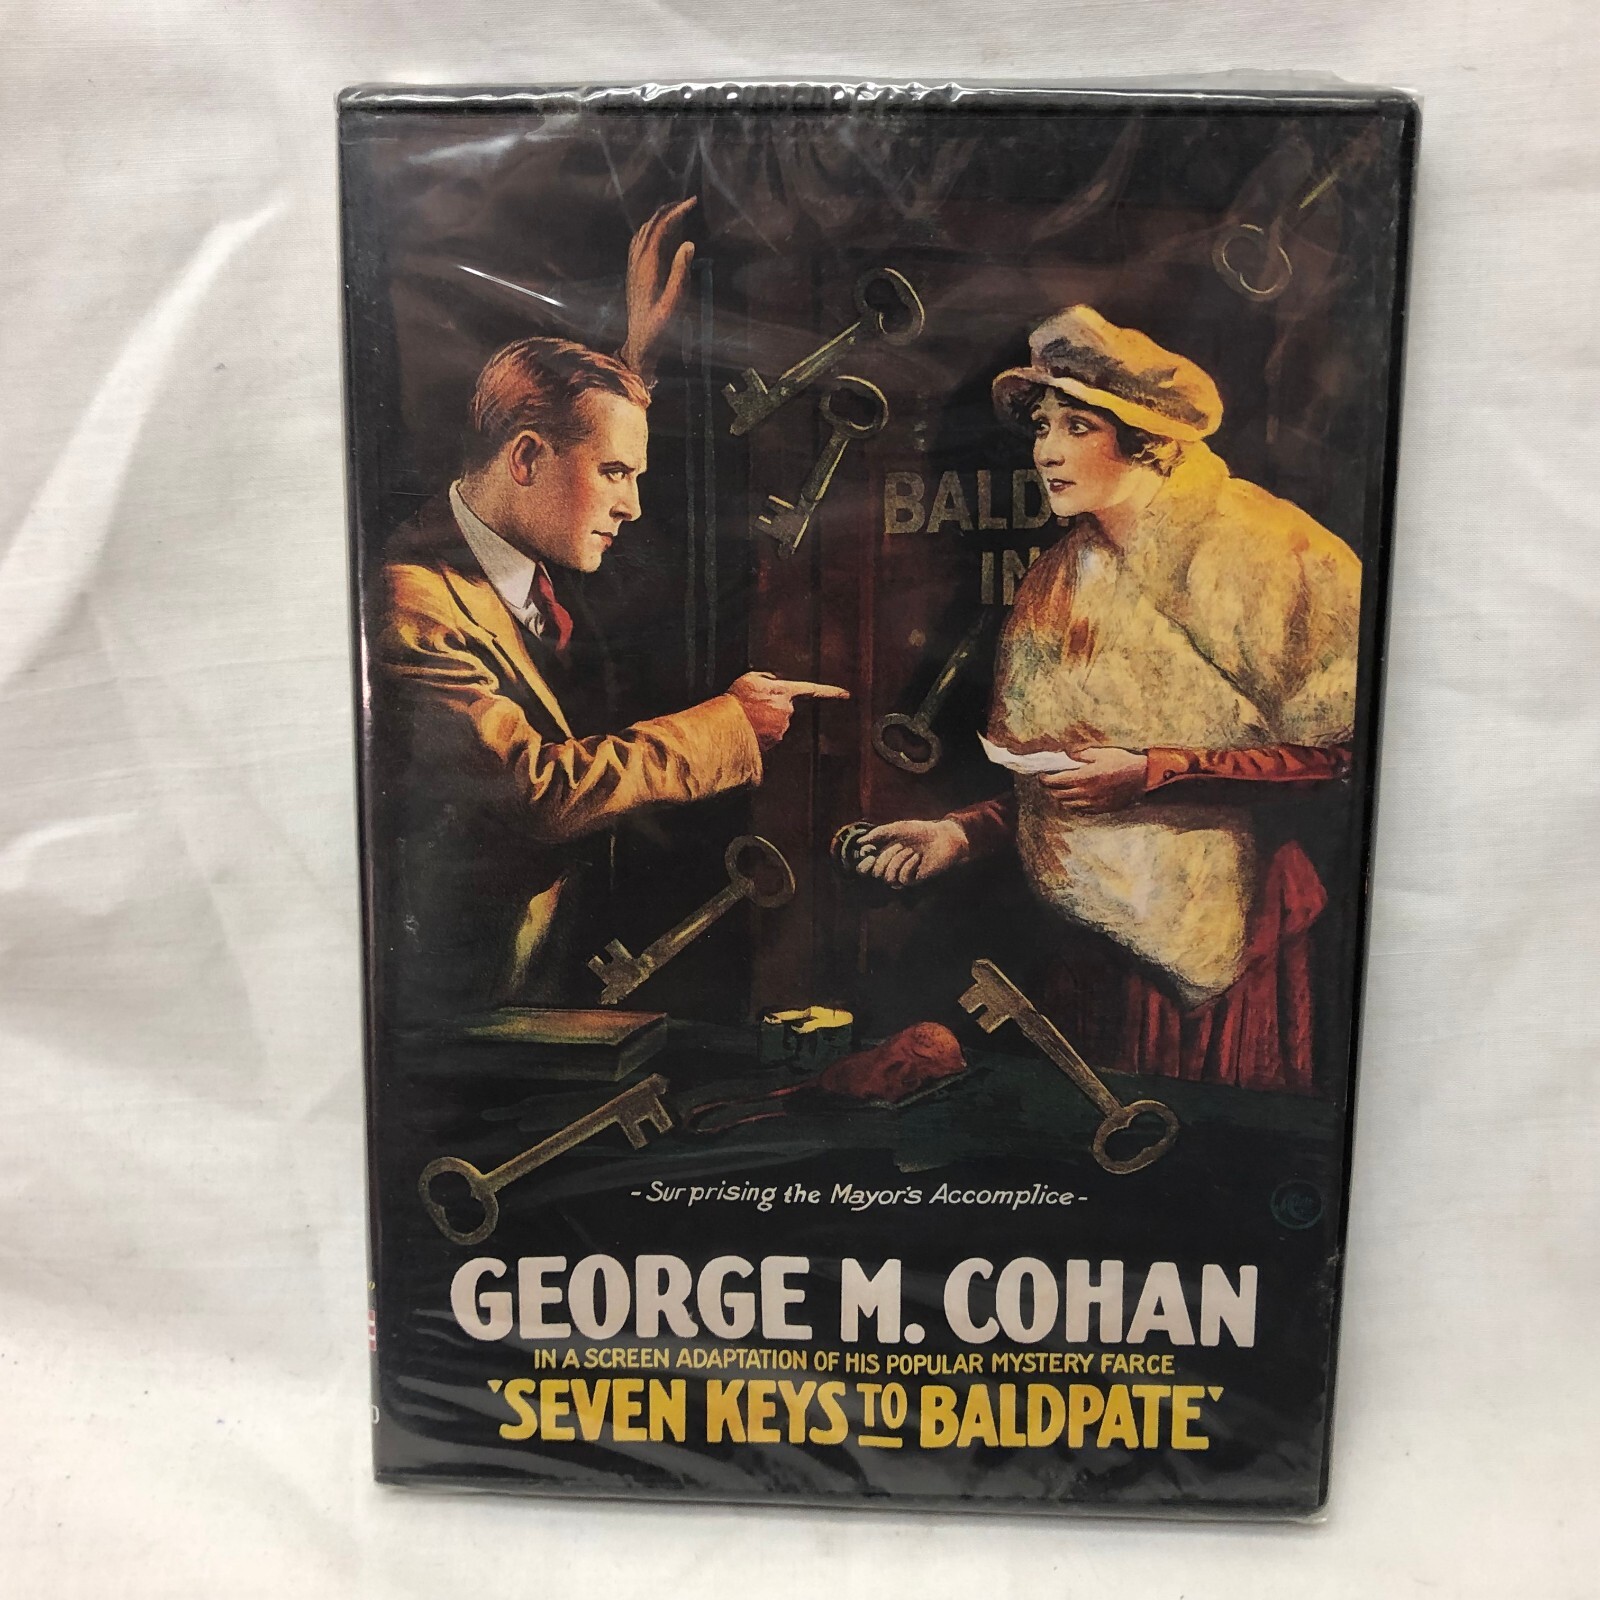 BALD
IN
- Surprising the Mayor's Accomplice -
GEORGE M. COHAN
IN A SCREEN ADAPTATION OF HIS POPULAR MYSTERY FARCE
'SEVEN KEYS TO BALDPATE'